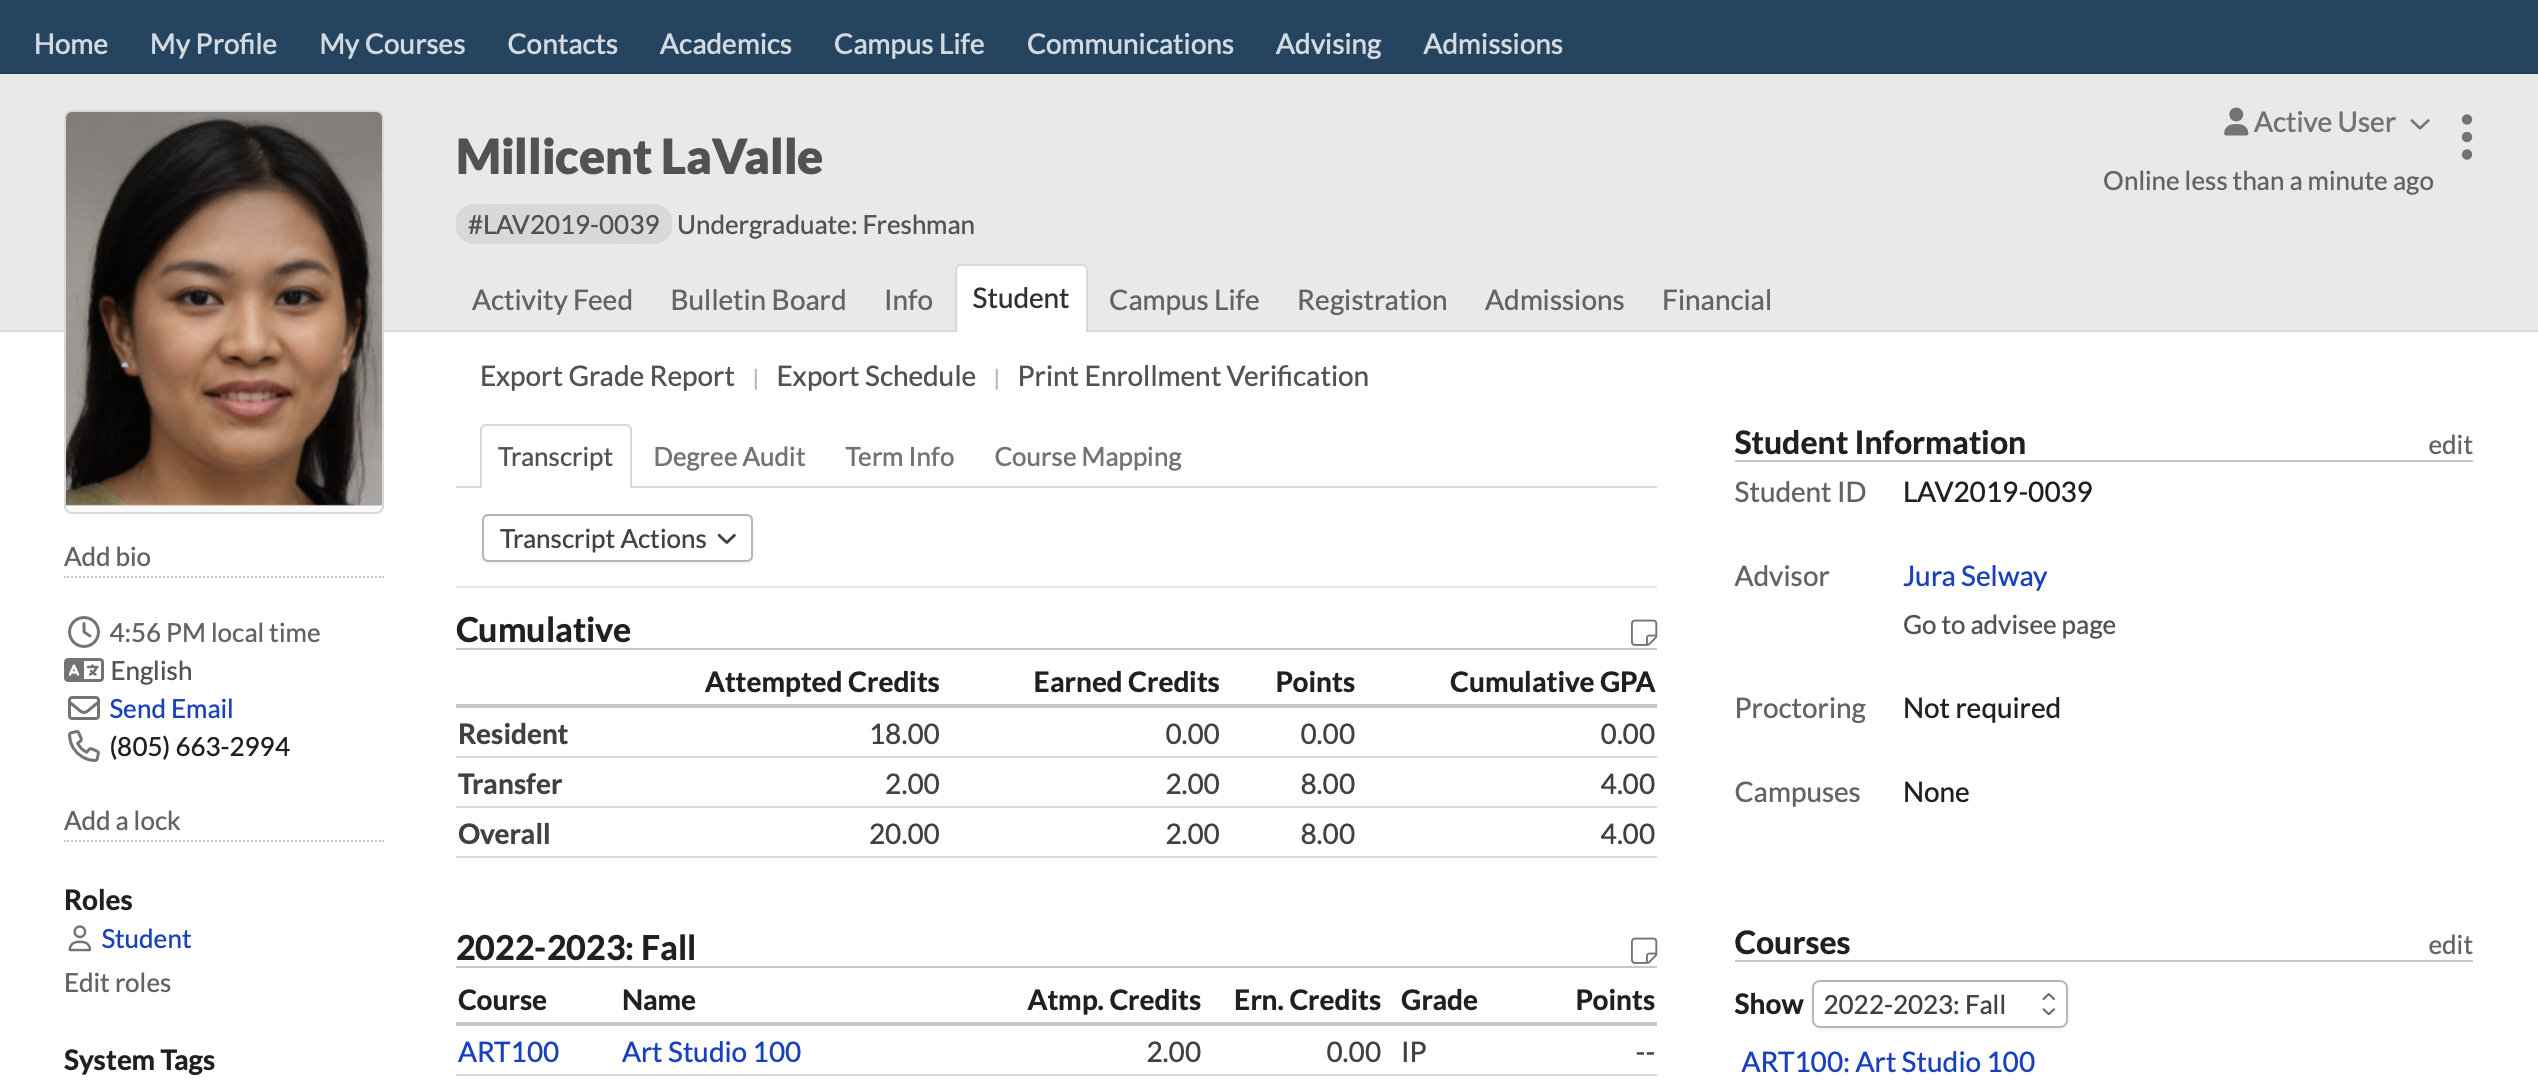 Home My Profile My Courses Contacts Academics Campus Life Communications Advising Admissions
Millicent LaValle
Active User
Online less than a minute ago
#LAV2019-0039 Undergraduate: Freshman
Activity Feed Bulletin Board Info Student Campus Life Registration Admissions Financial
Export Grade Report | Export Schedule | Print Enrollment Verification
Transcript Degree Audit Term Info Course Mapping
Transcript Actions
Cumulative
Attempted Credits Earned Credits Points Cumulative GPA
Resident 18.00 0.00 0.00 0.00
Transfer 2.00 2.00 8.00 4.00
Overall 20.00 2.00 8.00 4.00
2022-2023: Fall
Course Name Atmp. Credits Ern. Credits Grade Points
ART100 Art Studio 100 2.00 0.00 IP --
Add bio
4:56 PM local time
English
Send Email
(805) 663-2994
Add a lock
Roles
Student
Edit roles
System Tags
Student Information edit
Student ID LAV2019-0039
Advisor Jura Selway
Go to advisee page
Proctoring Not required
Campuses None
Courses edit
Show 2022-2023: Fall
ART100: Art Studio 100